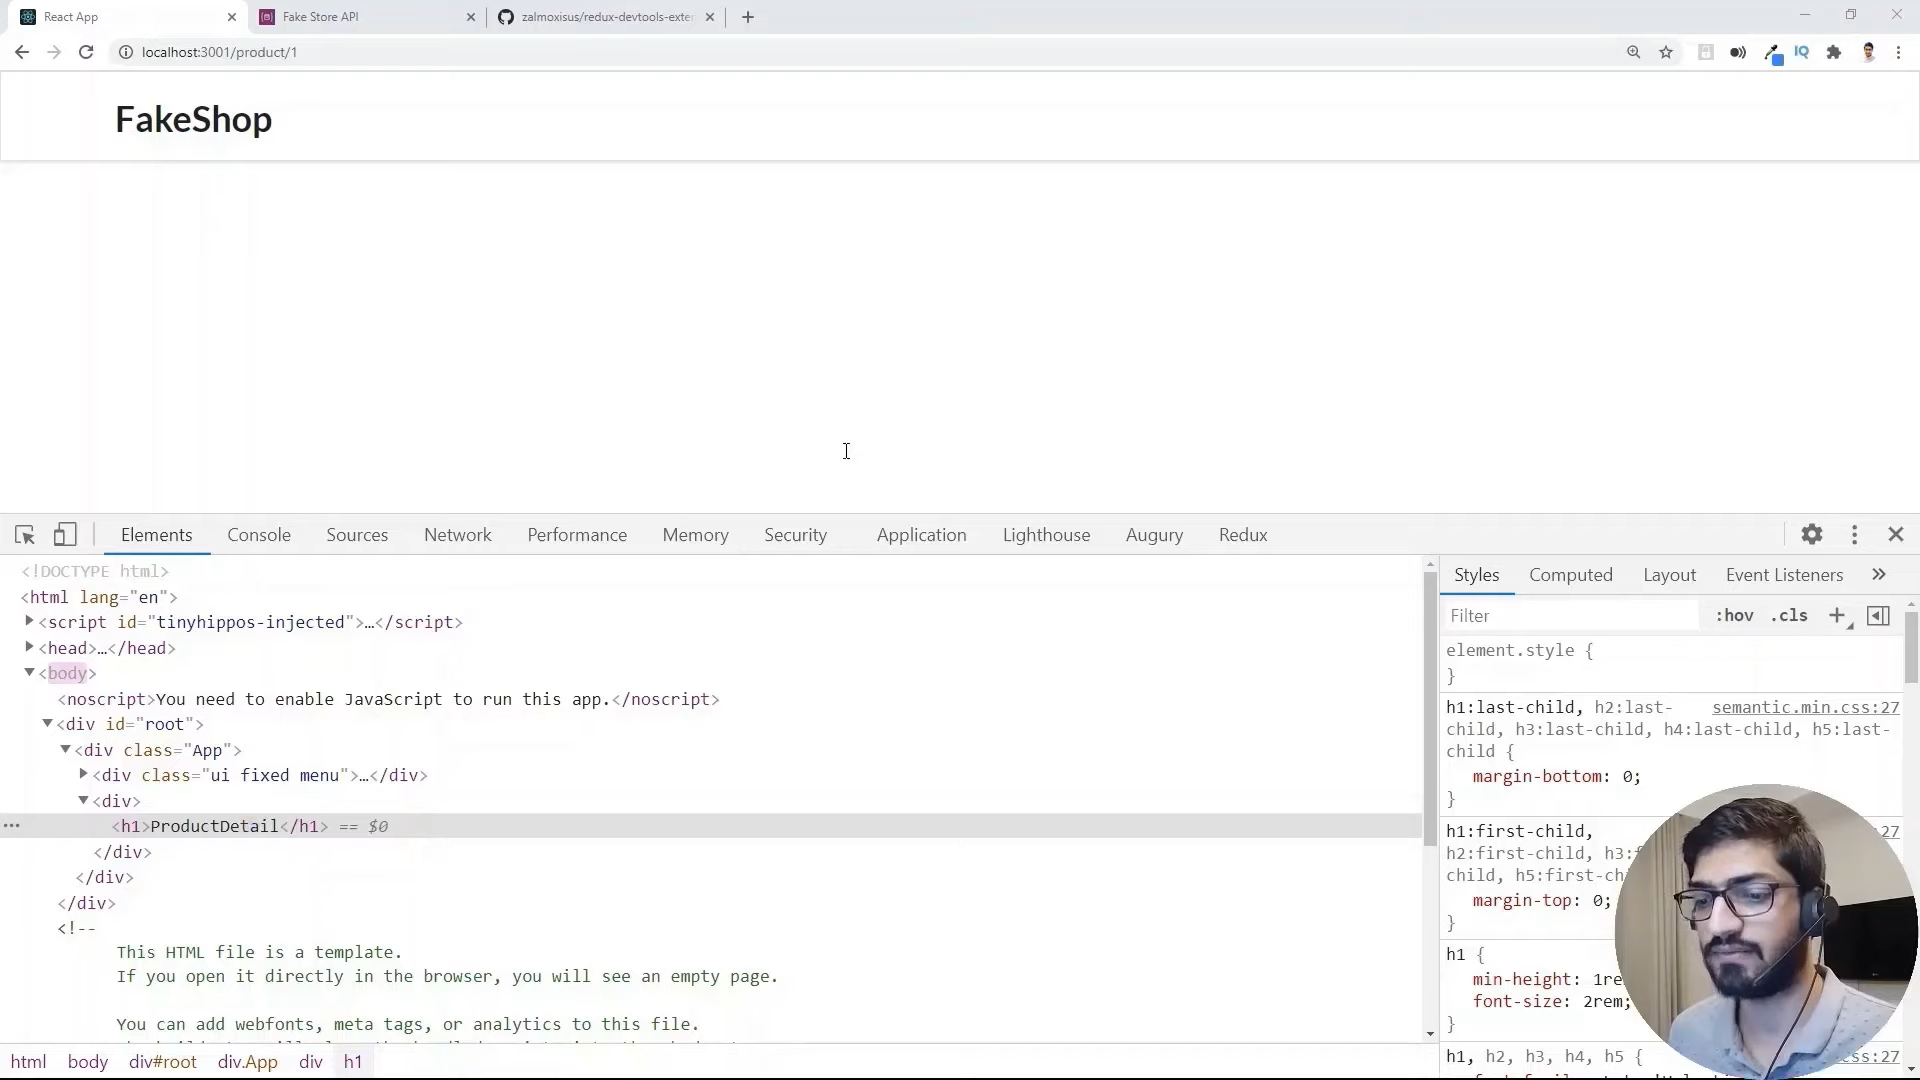 React App
Fake Store API
zalmoxisus/redux-devtools-exte
localhost:3001/product/1
IQ
FakeShop
Elements
Console
Sources
Network
Performance
Memory
Security
Application
Lighthouse
Augury
Redux
<!DOCTYPE html>
<html lang="en">
<script id="tinyhippos-injected">…</script>
<head>…</head>
<body>
<noscript>You need to enable JavaScript to run this app.</noscript>
<div id="root">
<div class="App">
<div class="ui fixed menu">…</div>
<div>
<h1>ProductDetail</h1> == $0
</div>
</div>
</div>
<!--
This HTML file is a template.
If you open it directly in the browser, you will see an empty page.
You can add webfonts, meta tags, or analytics to this file.
html body div#root div.App div h1
Styles
Computed
Layout
Event Listeners
Filter
:hov .cls
element.style {
}
h1:last-child, h2:last- semantic.min.css:27
child, h3:last-child, h4:last-child, h5:last-
child {
margin-bottom: 0;
}
h1:first-child, 27
h2:first-child, h3:f
child, h5:first-ch
margin-top: 0;
}
h1 {
min-height: 1re
font-size: 2rem;
}
h1, h2, h3, h4, h5 { css:27